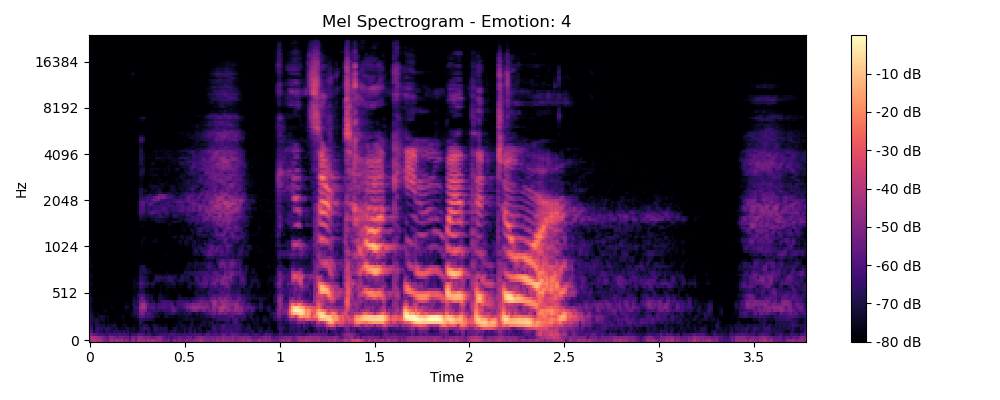 Mel Spectrogram - Emotion: 4
Hz
16384
8192
4096
2048
1024
512
0
0 0.5 1 1.5 2 2.5 3 3.5
Time
-10 dB
-20 dB
-30 dB
-40 dB
-50 dB
-60 dB
-70 dB
-80 dB